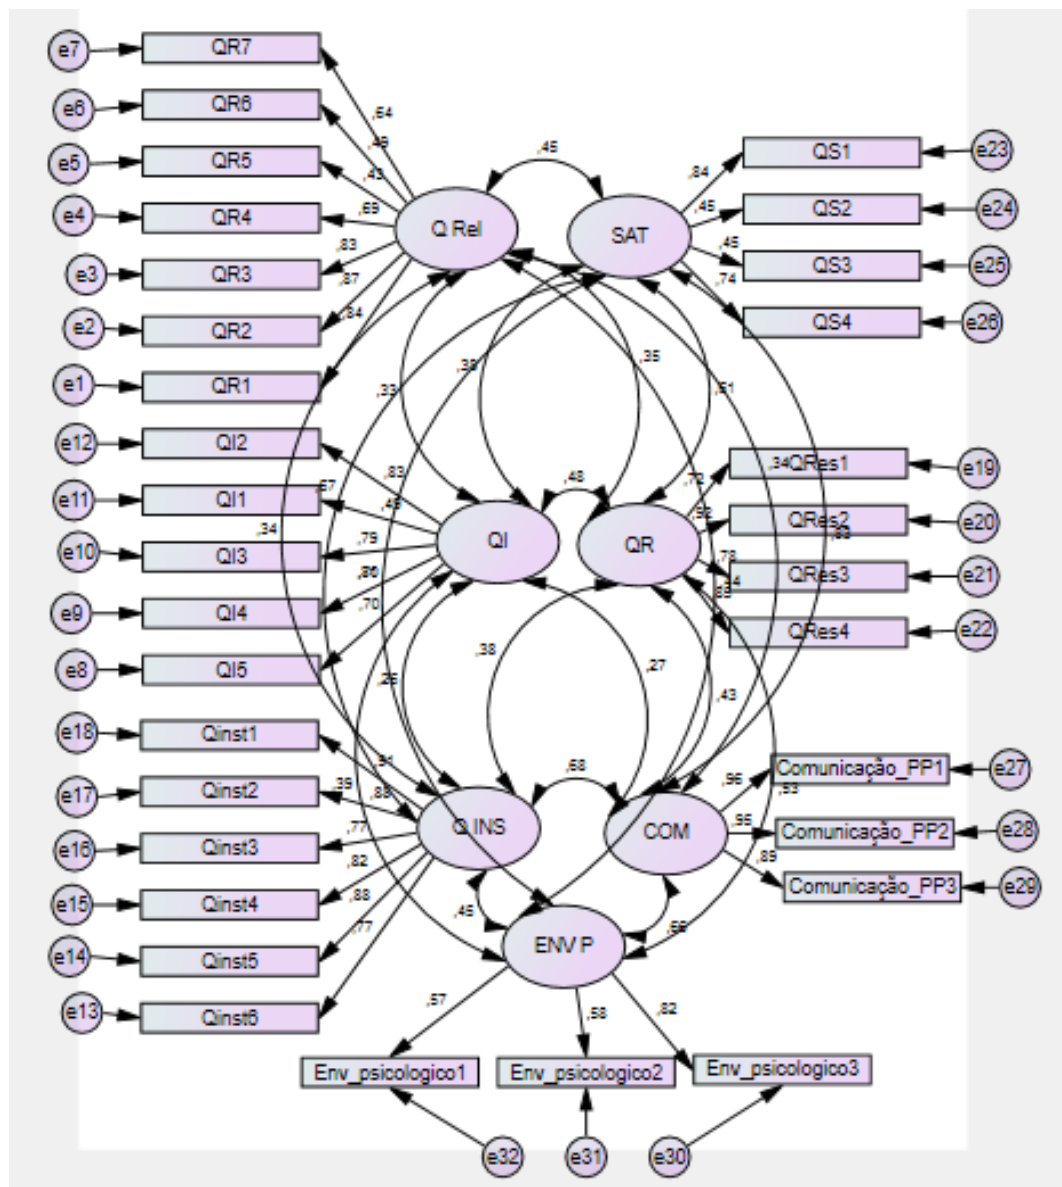 e7 QR7
e6 QR6
,64
,49
e5 QR5
,43
e4 QR4
,69
e3 QR3
,83
,87
e2 QR2
,84
e1 QR1
Q Rel
,45
SAT
,84
QS1 e23
,45
QS2 e24
,45
QS3 e25
,74
QS4 e26
,33
,38
,35
,51
e12 QI2
,83
e11 QI1
,67
e10 QI3
,79
,34
e9 QI4
,86
,70
e8 QI5
QI
,48
QR
,72
,34
QRes1 e19
QRes2 e20
,78
QRes3 e21
QRes4 e22
,38
,27
,43
e18 Qinst1
e17 Qinst2
,39
,88
e16 Qinst3
,77
,82
e15 Qinst4
,88
e14 Qinst5
,77
e13 Qinst6
Q INS
,68
COM
,96
Comunicação_PP1 e27
,53
,95
Comunicação_PP2 e28
,89
Comunicação_PP3 e29
,45
ENV P
,57
,58
,82
Env_psicologico1
Env_psicologico2
Env_psicologico3
e32
e31
e30